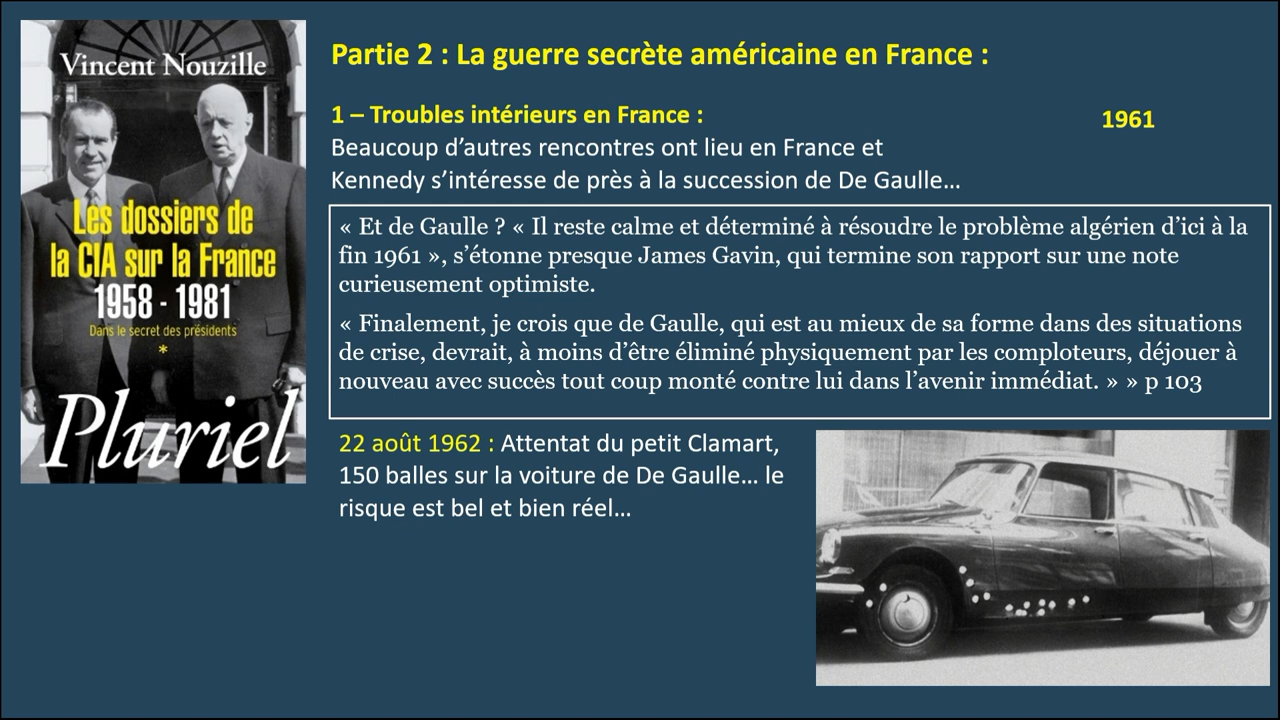 Vincent Nouzille
Les dossiers de
la CIA sur la France
1958 - 1981
Dans le secret des présidents
*
Pluriel
Partie 2 : La guerre secrète américaine en France :
1 – Troubles intérieurs en France :
1961
Beaucoup d’autres rencontres ont lieu en France et
Kennedy s’intéresse de près à la succession de De Gaulle…
« Et de Gaulle ? « Il reste calme et déterminé à résoudre le problème algérien d’ici à la
fin 1961 », s’étonne presque James Gavin, qui termine son rapport sur une note
curieusement optimiste.
« Finalement, je crois que de Gaulle, qui est au mieux de sa forme dans des situations
de crise, devrait, à moins d’être éliminé physiquement par les comploteurs, déjouer à
nouveau avec succès tout coup monté contre lui dans l’avenir immédiat. » » p 103
22 août 1962 : Attentat du petit Clamart,
150 balles sur la voiture de De Gaulle… le
risque est bel et bien réel…